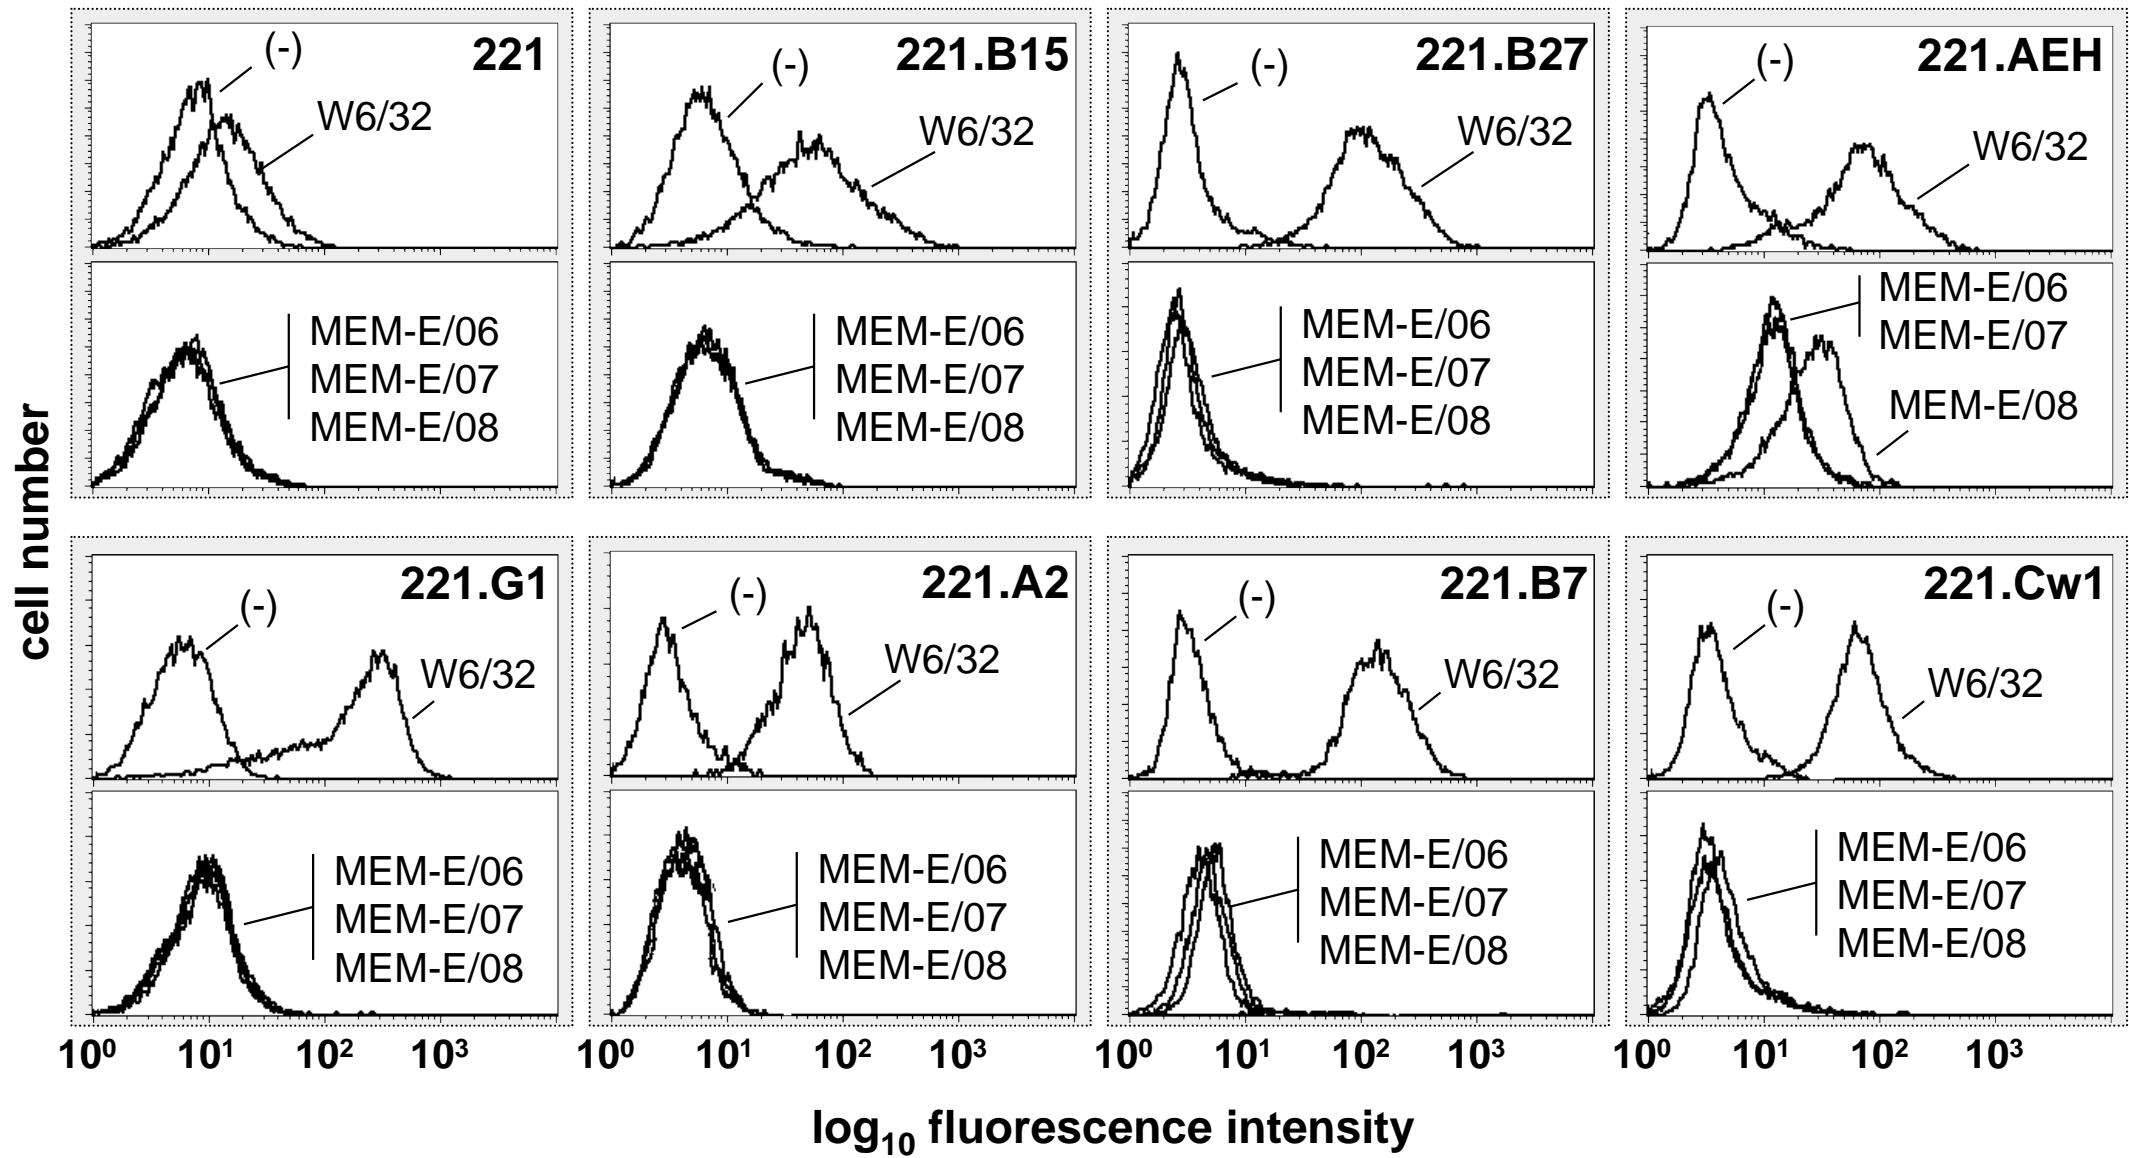 cell number
221
(-)
W6/32
MEM-E/06
MEM-E/07
MEM-E/08
221.B15
(-)
W6/32
MEM-E/06
MEM-E/07
MEM-E/08
221.B27
(-)
W6/32
MEM-E/06
MEM-E/07
MEM-E/08
221.AEH
(-)
W6/32
MEM-E/06
MEM-E/07
MEM-E/08
221.G1
(-)
W6/32
MEM-E/06
MEM-E/07
MEM-E/08
221.A2
(-)
W6/32
MEM-E/06
MEM-E/07
MEM-E/08
221.B7
(-)
W6/32
MEM-E/06
MEM-E/07
MEM-E/08
221.Cw1
(-)
W6/32
MEM-E/06
MEM-E/07
MEM-E/08
10⁰ 10¹ 10² 10³ 10⁰ 10¹ 10² 10³ 10⁰ 10¹ 10² 10³ 10⁰ 10¹ 10² 10³
log₁₀ fluorescence intensity